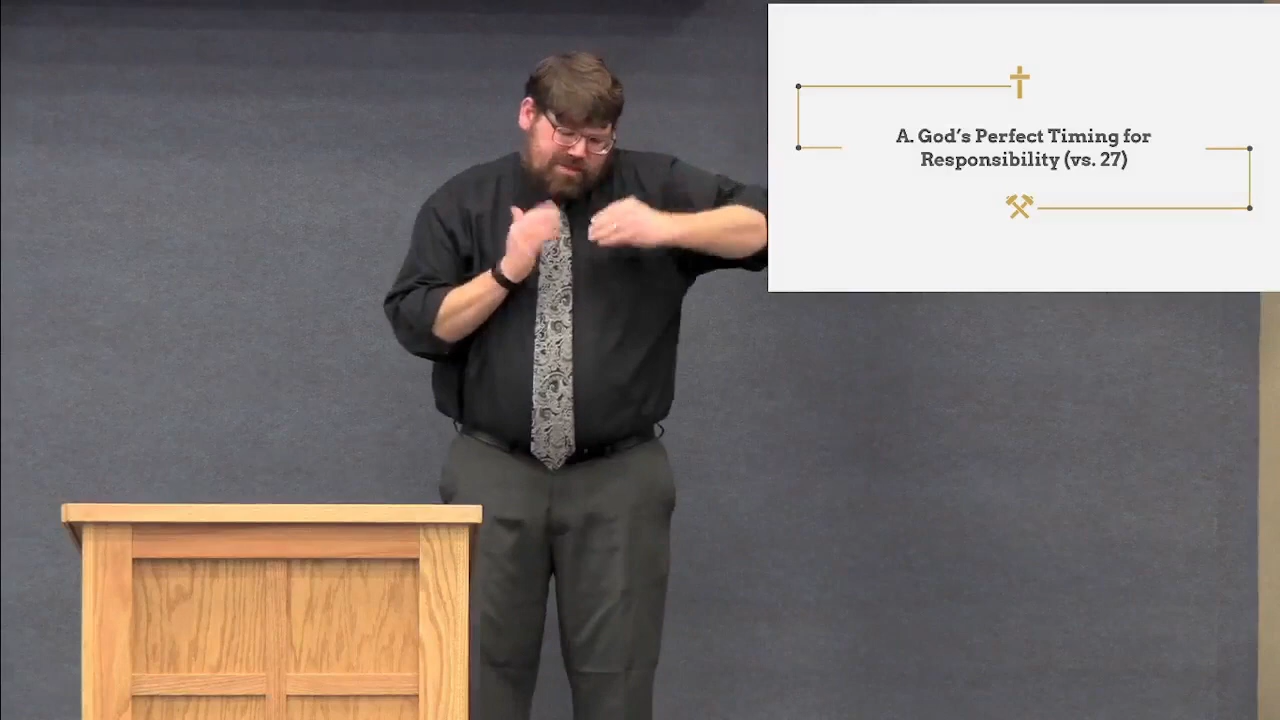 A. God's Perfect Timing for
Responsibility (vs. 27)